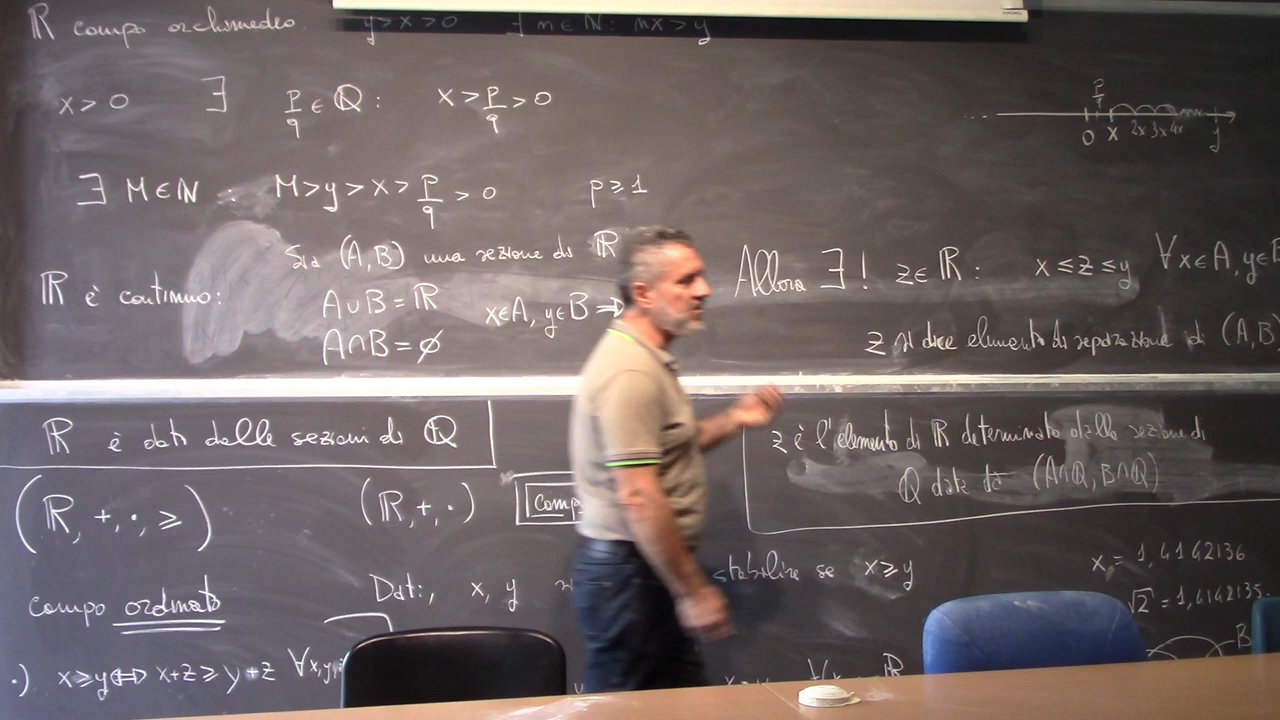 ℝ campo archimedeo y > x > 0 ∃ m ∈ ℕ : mx > y
x > 0 ∃ p/q ∈ ℚ : x > p/q > 0
p/q
0 x 2x 3x 4x y
∃ M ∈ ℕ : M > y > x > p/q > 0 p ≥ 1
ℝ è continuo:
Sia (A, B) una sezione di ℝ
A ∪ B = ℝ x ∈ A, y ∈ B ⇒
A ∩ B = ∅
Allora ∃ ! z ∈ ℝ : x ≤ z ≤ y ∀ x ∈ A, y ∈ B
z si dice elemento di separazione di (A, B
ℝ è dato dalle sezioni di ℚ
z è l'elemento di ℝ determinato dalla sezione di
ℚ data da (A∩ℚ, B∩ℚ)
(ℝ, +, ·, ≥) (ℝ, +, ·) camp
campo ordinato
Dati, x, y stabilire se x ≥ y
x₁ = 1,4142136
√2 = 1,4142135.
B
·) x ≥ y ⇔ x + z ≥ y + z ∀ x, y,
∀ ℝ